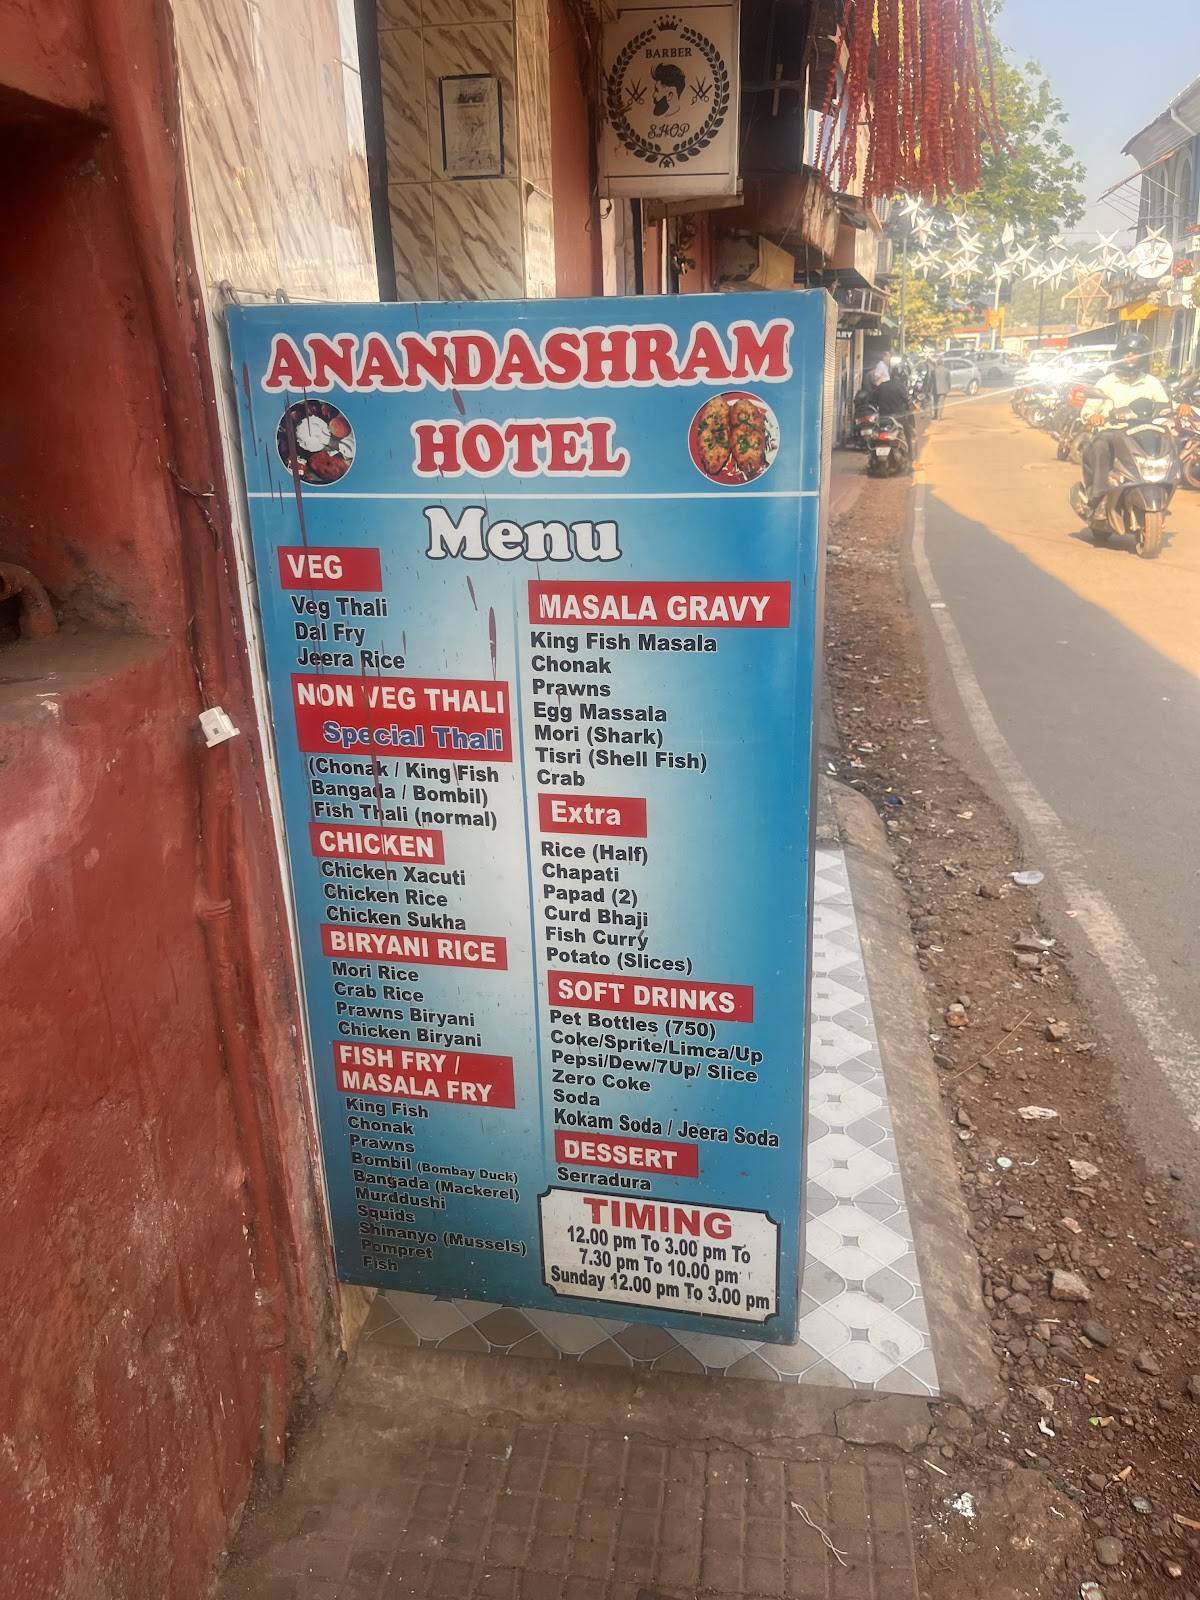 BARBER
SHOP
ANANDASHRAM
HOTEL
Menu
VEG
Veg Thali
Dal Fry
Jeera Rice
NON VEG THALI
Special Thali
(Chonak / King Fish
Bangada / Bombil)
Fish Thali (normal)
CHICKEN
Chicken Xacuti
Chicken Rice
Chicken Sukha
BIRYANI RICE
Mori Rice
Crab Rice
Prawns Biryani
Chicken Biryani
FISH FRY /
MASALA FRY
King Fish
Chonak
Prawns
Bombil (Bombay Duck)
Bangada (Mackerel)
Murddushi
Squids
Shinanyo (Mussels)
Pompret
Fish
MASALA GRAVY
King Fish Masala
Chonak
Prawns
Egg Massala
Mori (Shark)
Tisri (Shell Fish)
Crab
Extra
Rice (Half)
Chapati
Papad (2)
Curd Bhaji
Fish Curry
Potato (Slices)
SOFT DRINKS
Pet Bottles (750)
Coke/Sprite/Limca/Up
Pepsi/Dew/7Up/ Slice
Zero Coke
Soda
Kokam Soda / Jeera Soda
DESSERT
Serradura
TIMING
12.00 pm To 3.00 pm To
7.30 pm To 10.00 pm
Sunday 12.00 pm To 3.00 pm